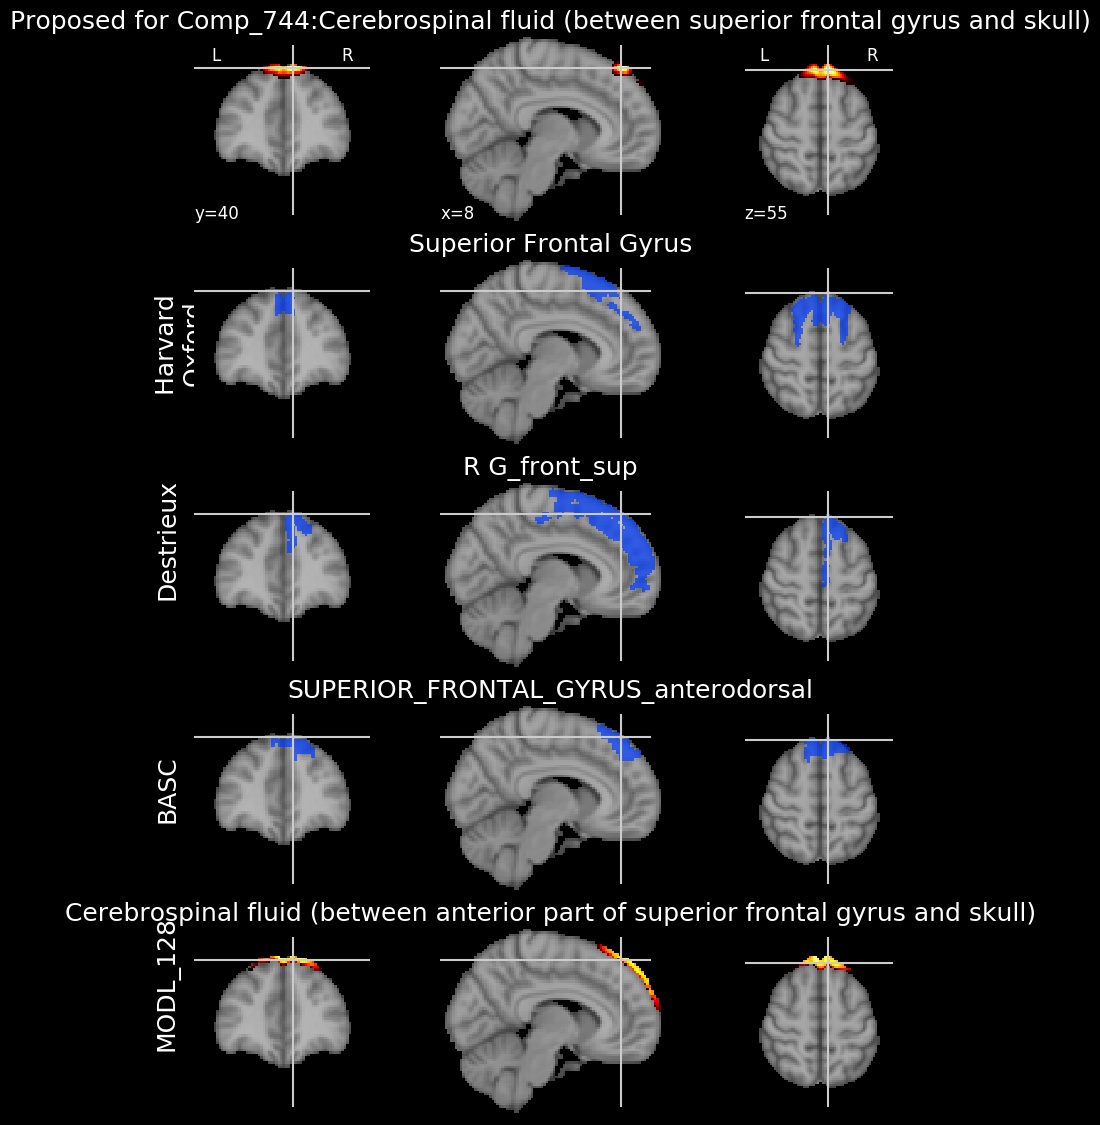 Proposed for Comp_744:Cerebrospinal fluid (between superior frontal gyrus and skull)
L R L R
y=40 x=8 z=55
Superior Frontal Gyrus
Harvard
Oxford
R G_front_sup
Destrieux
SUPERIOR_FRONTAL_GYRUS_anterodorsal
BASC
Cerebrospinal fluid (between anterior part of superior frontal gyrus and skull)
MODL_128